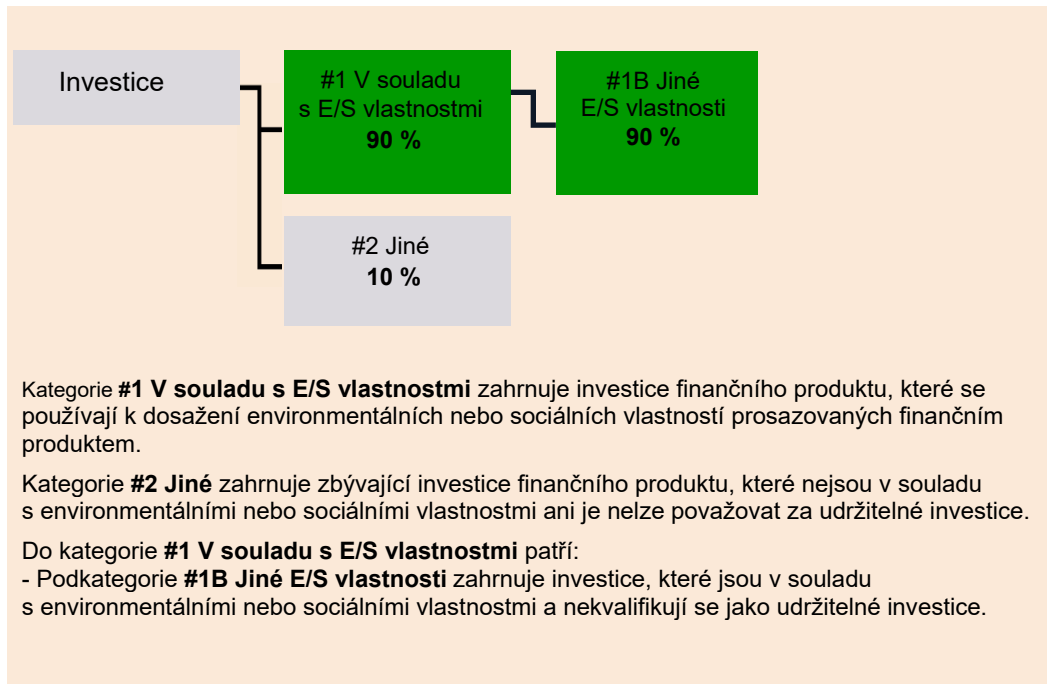 Investice
#1 V souladu
s E/S vlastnostmi
90 %
#1B Jiné
E/S vlastnosti
90 %
#2 Jiné
10 %
Kategorie #1 V souladu s E/S vlastnostmi zahrnuje investice finančního produktu, které se
používají k dosažení environmentálních nebo sociálních vlastností prosazovaných finančním
produktem.
Kategorie #2 Jiné zahrnuje zbývající investice finančního produktu, které nejsou v souladu
s environmentálními nebo sociálními vlastnostmi ani je nelze považovat za udržitelné investice.
Do kategorie #1 V souladu s E/S vlastnostmi patří:
- Podkategorie #1B Jiné E/S vlastnosti zahrnuje investice, které jsou v souladu
s environmentálními nebo sociálními vlastnostmi a nekvalifikují se jako udržitelné investice.